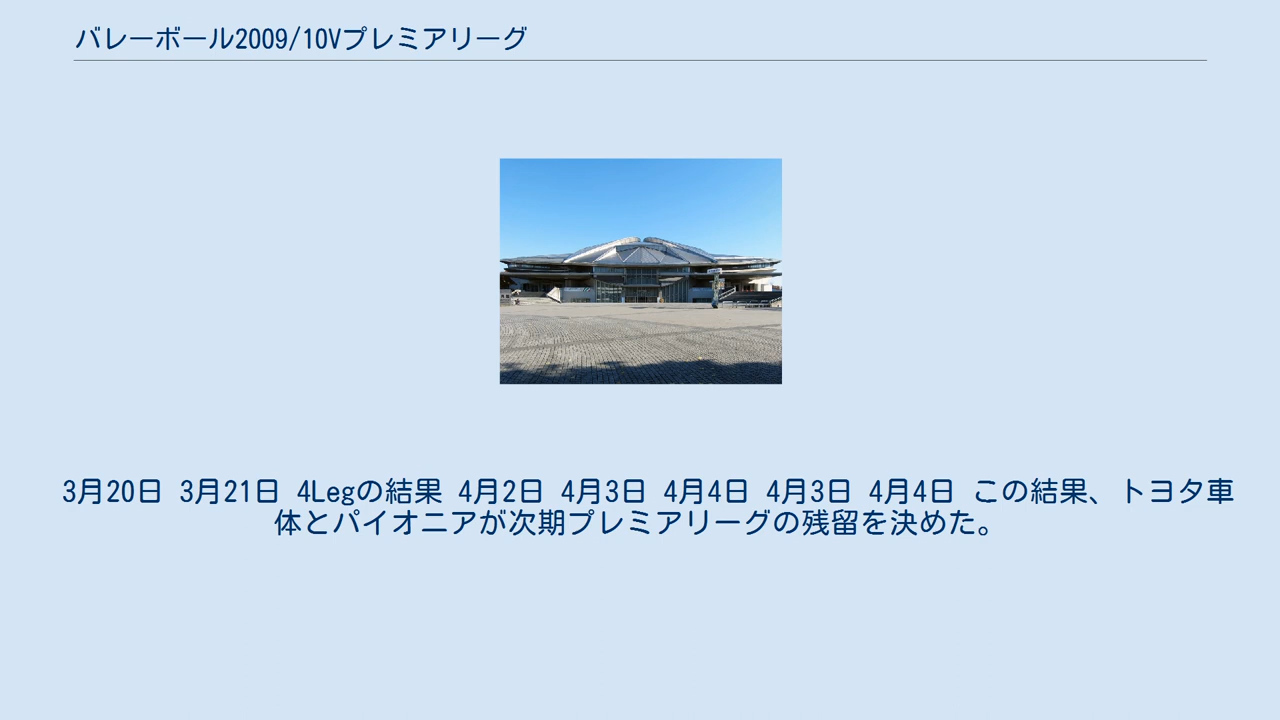 バレーボール2009/10Vプレミアリーグ
3月20日 3月21日 4Legの結果 4月2日 4月3日 4月4日 4月3日 4月4日 この結果、トヨタ車
体とパイオニアが次期プレミアリーグの残留を決めた。